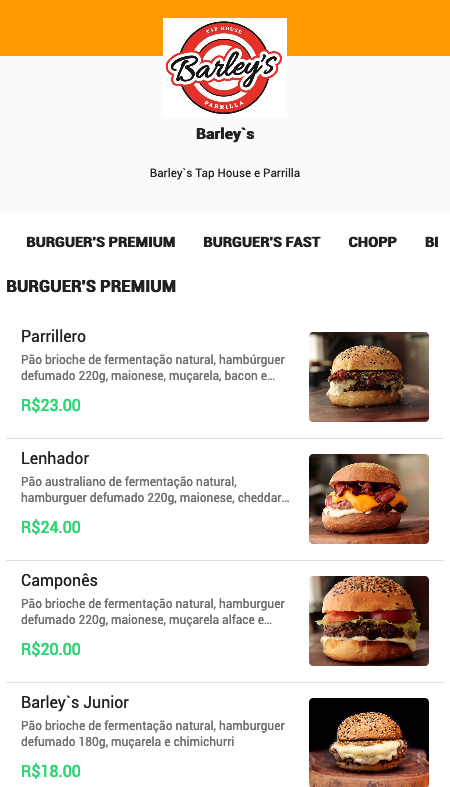 TAP HOUSE
Barley's
PARRILLA
Barley`s
Barley`s Tap House e Parrilla
BURGUER'S PREMIUM BURGUER'S FAST CHOPP
BURGUER'S PREMIUM
Parrillero
Pão brioche de fermentação natural, hambúrguer
defumado 220g, maionese, muçarela, bacon e...
R$23.00
Lenhador
Pão australiano de fermentação natural,
hamburguer defumado 220g, maionese, cheddar...
R$24.00
Camponês
Pão brioche de fermentação natural, hamburguer
defumado 220g, maionese, muçarela alface e...
R$20.00
Barley`s Junior
Pão brioche de fermentação natural, hamburguer
defumado 180g, muçarela e chimichurri
R$18.00